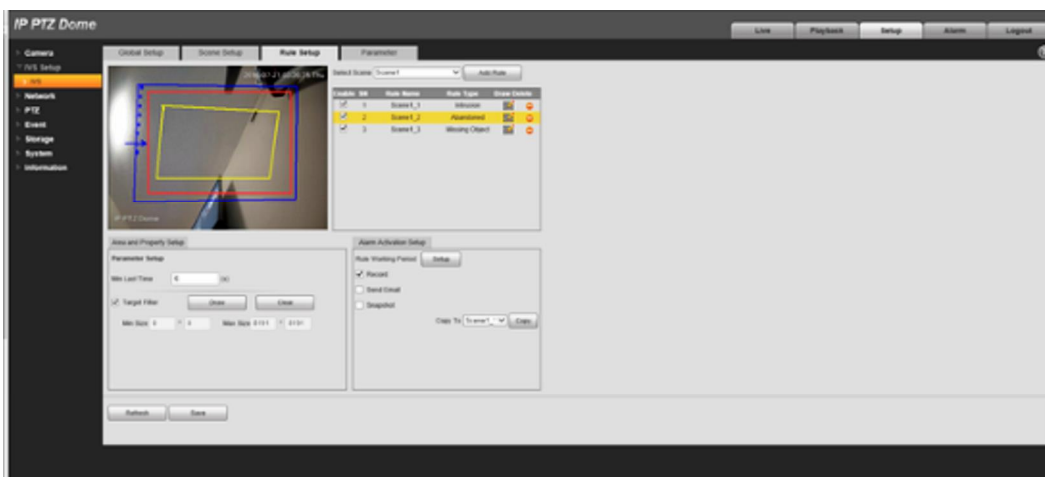 IP PTZ Dome
Live Playback Setup Alarm Logout
Camera
IVS Setup
IVS
Network
PTZ
Event
Storage
System
Information
Global Setup Scene Setup Rule Setup Parameter
IP PTZ Dome
Select Scene Scene1 Add Rule
Enable SN Rule Name Rule Type Draw Delete
1 Scene1_1 Intrusion
2 Scene1_2 Abandoned
3 Scene1_3 Missing Object
Area and Property Setup
Parameter Setup
Min Last Time 6 (s)
Target Filter Draw Clear
Min Size 0 * 0 Max Size 8191 * 8191
Alarm Activation Setup
Rule Working Period Setup
Record
Send Email
Snapshot
Copy To Scene1_ Copy
Refresh Save